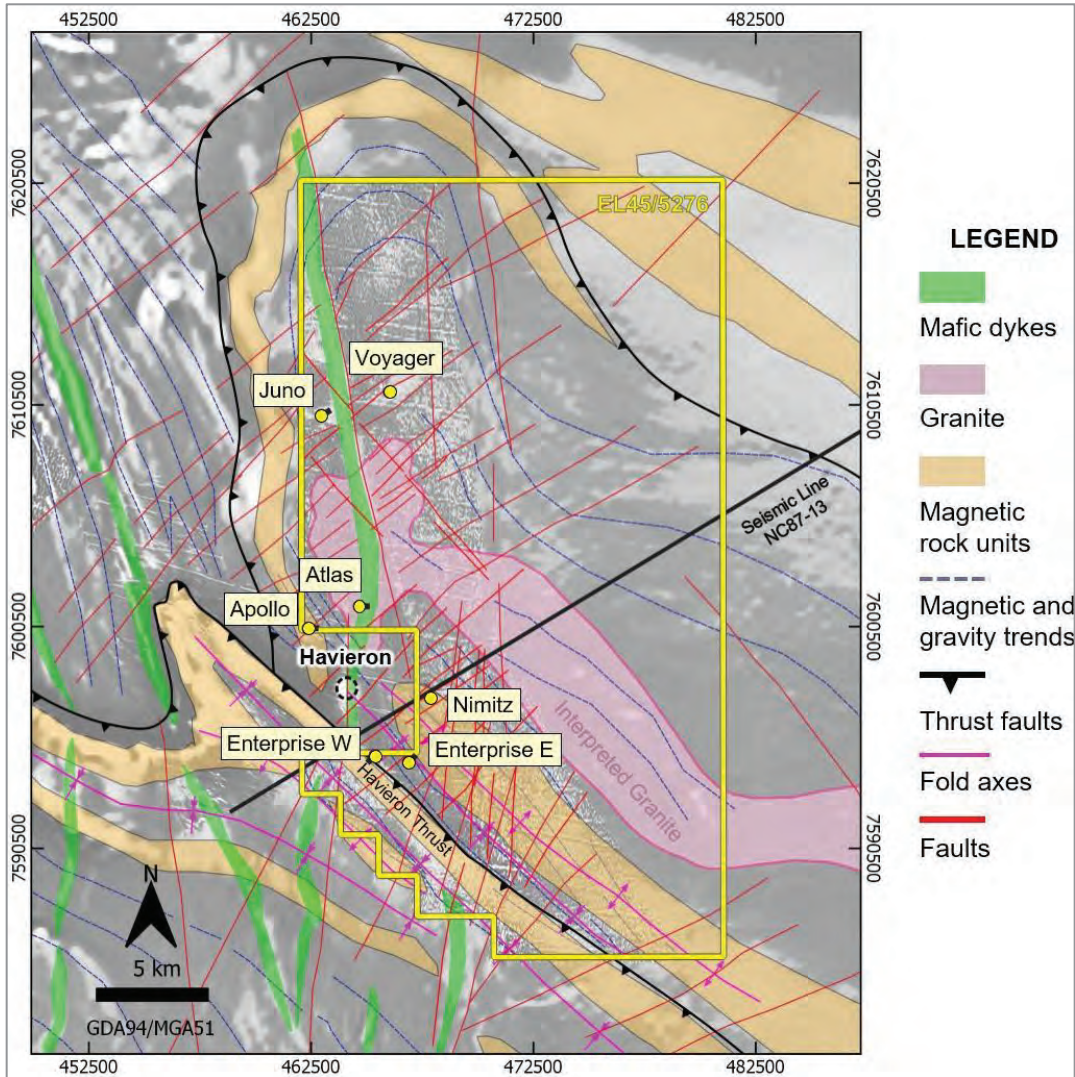 452500
462500
472500
482500
7620500
7610500
7600500
7590500
7620500
7610500
7600500
7590500
EL45/5276
Voyager
Juno
Seismic Line
NC87-13
Atlas
Apollo
Havieron
Nimitz
Enterprise W
Enterprise E
Havieron Thrust
Interpreted Granite
N
5 km
GDA94/MGA51
452500
462500
472500
482500
LEGEND
Mafic dykes
Granite
Magnetic
rock units
Magnetic and
gravity trends
Thrust faults
Fold axes
Faults